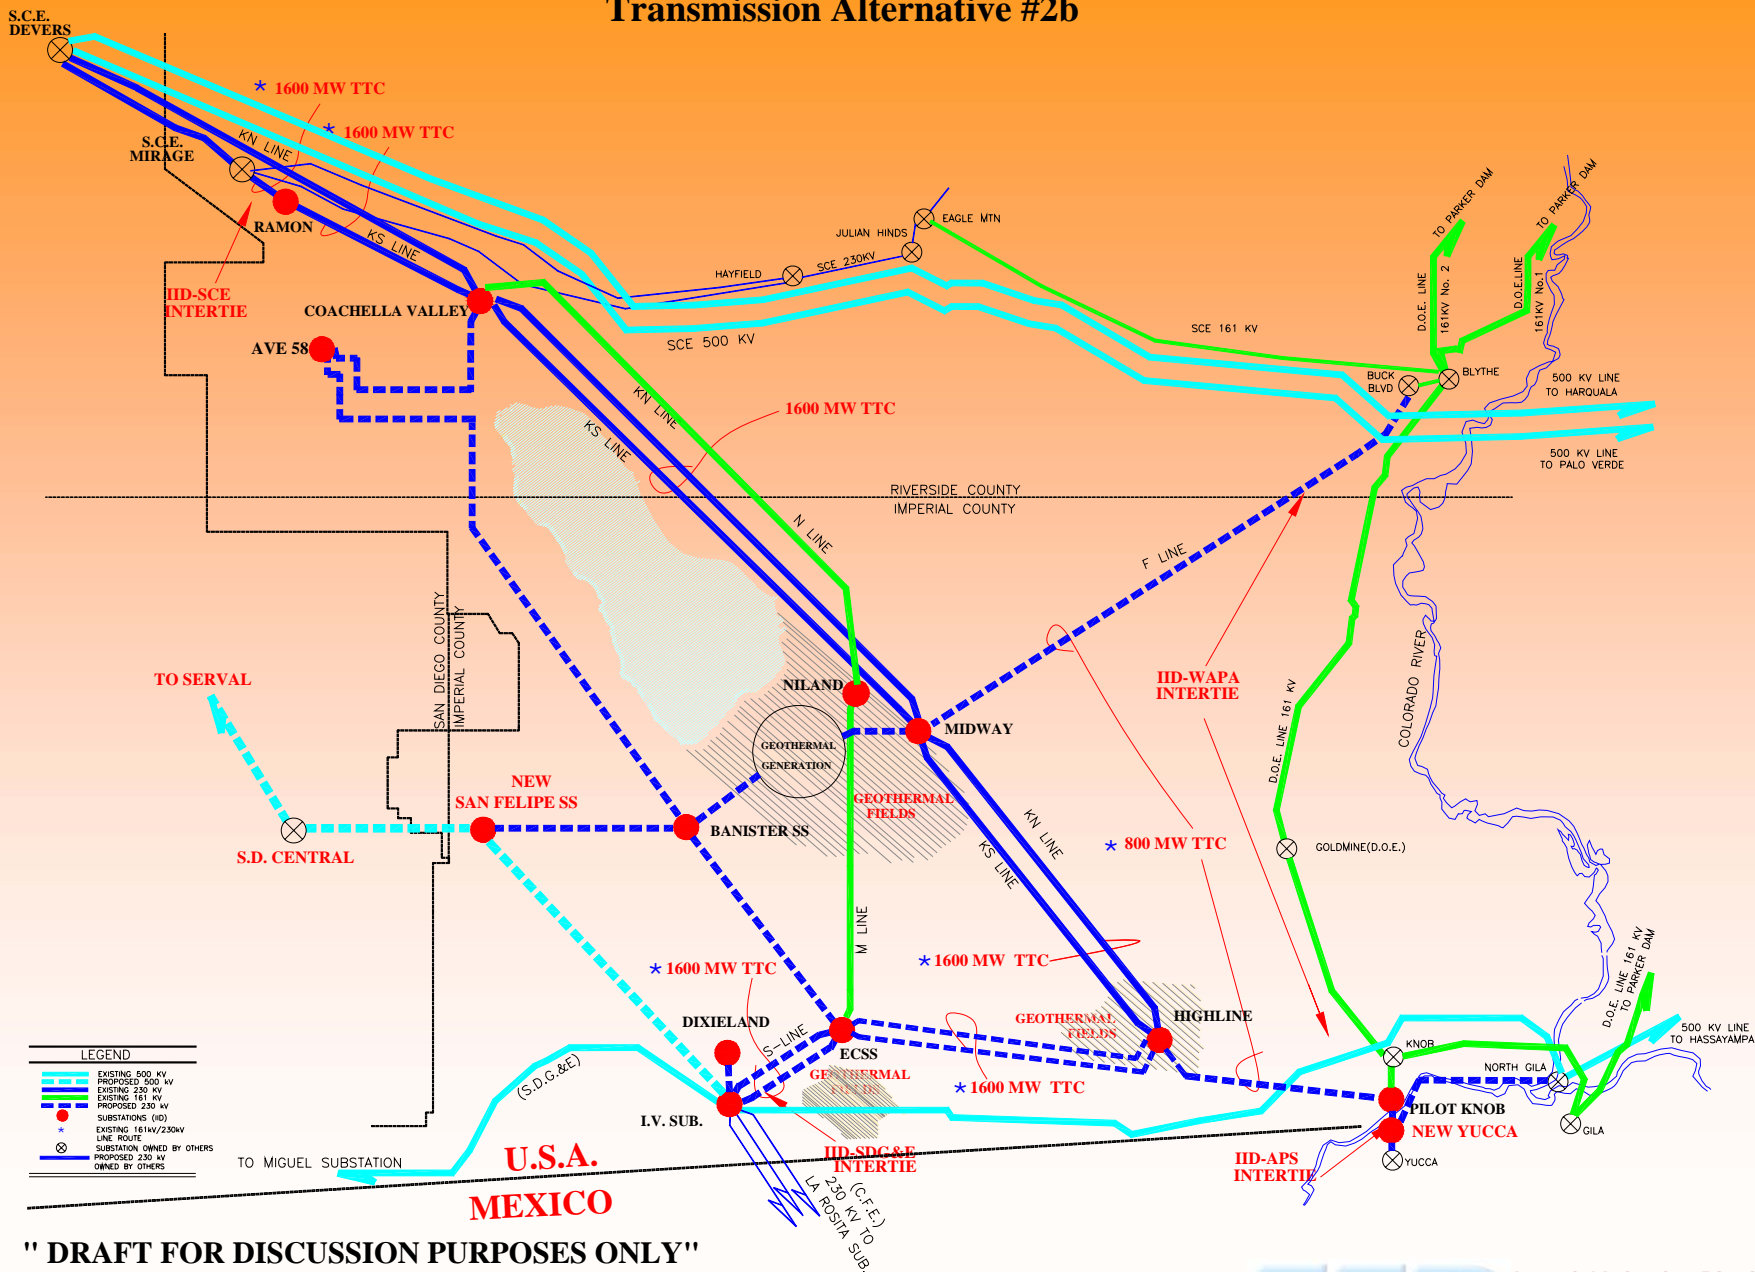 Transmission Alternative #2b
S.C.E.
DEVERS
* 1600 MW TTC
* 1600 MW TTC
KN LINE
S.C.E.
MIRAGE
RAMON
KS LINE
IID-SCE
INTERTIE
COACHELLA VALLEY
AVE 58
EAGLE MTN
JULIAN HINDS
HAYFIELD
SCE 230KV
SCE 500 KV
SCE 161 KV
TO PARKER DAM
TO PARKER DAM
D.O.E. LINE
161KV No. 2
D.O.E.LINE
161KV No.1
BUCK
BLVD
BLYTHE
500 KV LINE
TO HARQUALA
500 KV LINE
TO PALO VERDE
KN LINE
KS LINE
1600 MW TTC
RIVERSIDE COUNTY
IMPERIAL COUNTY
N LINE
F LINE
SAN DIEGO COUNTY
IMPERIAL COUNTY
TO SERVAL
NILAND
MIDWAY
GEOTHERMAL
GENERATION
GEOTHERMAL
FIELDS
IID-WAPA
INTERTIE
D.O.E. LINE 161 KV
COLORADO RIVER
NEW
SAN FELIPE SS
BANISTER SS
S.D. CENTRAL
KN LINE
KS LINE
* 800 MW TTC
GOLDMINE(D.O.E.)
M LINE
* 1600 MW TTC
* 1600 MW TTC
D.O.E. LINE 161 KV
TO PARKER DAM
DIXIELAND
S-LINE
ECSS
GEOTHERMAL
FIELDS
HIGHLINE
GEOTHERMAL
FIELDS
* 1600 MW TTC
KNOB
500 KV LINE
TO HASSAYAMPA
NORTH GILA
(S.D.G.&E)
I.V. SUB.
PILOT KNOB
NEW YUCCA
GILA
YUCCA
IID-SDG&E
INTERTIE
IID-APS
INTERTIE
TO MIGUEL SUBSTATION
U.S.A.
MEXICO
(C.F.E.)
230 KV TO
LA ROSITA SUB.
LEGEND
EXISTING 500 KV
PROPOSED 500 kV
EXISTING 230 KV
EXISTING 161 KV
PROPOSED 230 kV
SUBSTATIONS (IID)
* EXISTING 161kV/230kV
LINE ROUTE
SUBSTATION OWNED BY OTHERS
PROPOSED 230 kV
OWNED BY OTHERS
" DRAFT FOR DISCUSSION PURPOSES ONLY"